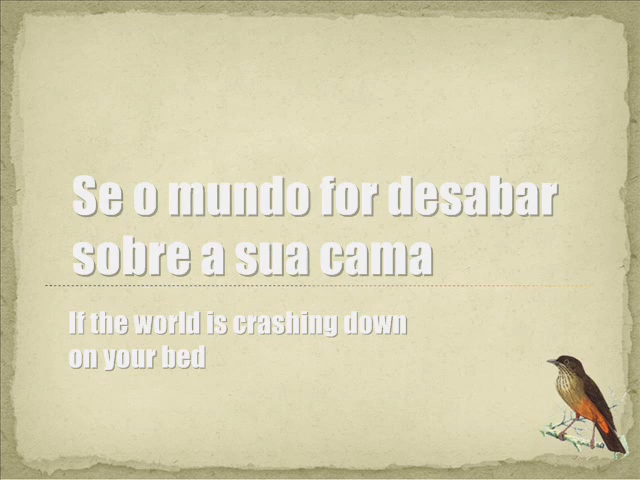 Se o mundo for desabar
sobre a sua cama
If the world is crashing down
on your bed